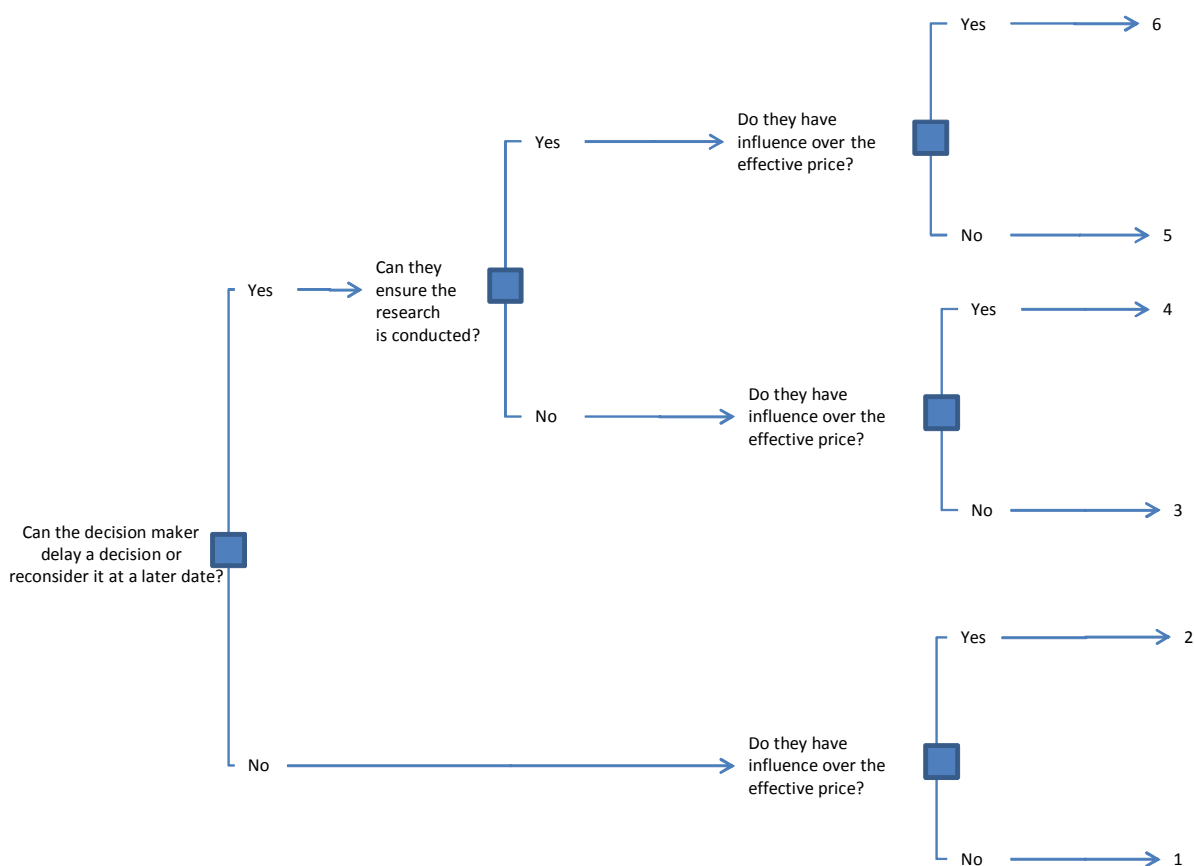 Yes
6
Do they have
influence over the
effective price?
Yes
No
5
Can they
ensure the
research
is conducted?
Yes
Yes
4
Do they have
influence over the
effective price?
No
No
3
Can the decision maker
delay a decision or
reconsider it at a later date?
Yes
2
Do they have
influence over the
effective price?
No
No
1